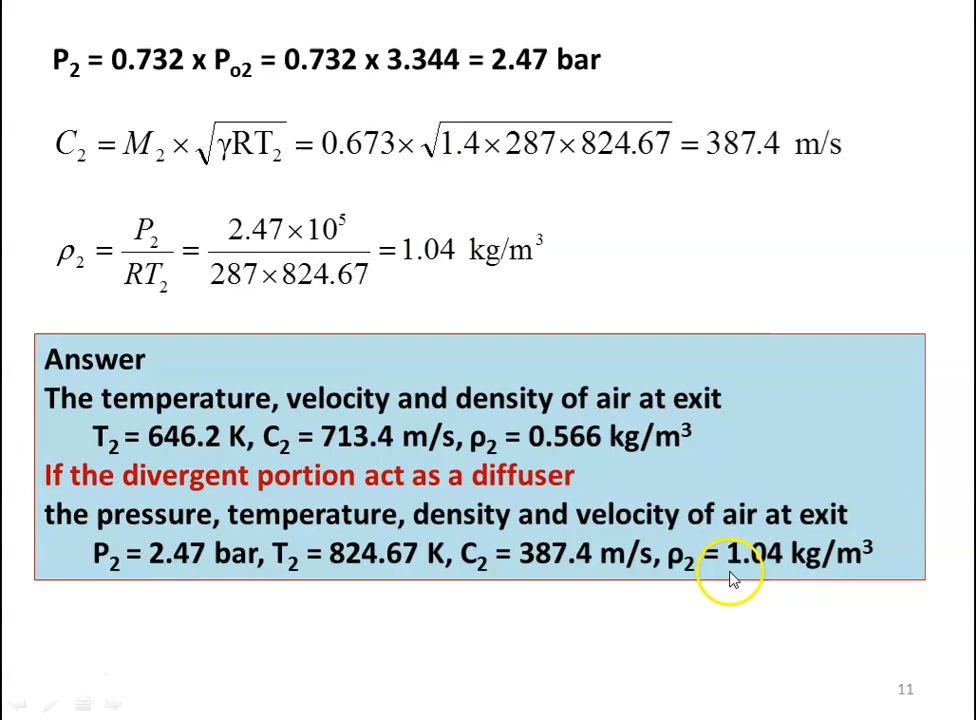 P₂ = 0.732 x Pₒ₂ = 0.732 x 3.344 = 2.47 bar
C₂ = M₂ × √(γRT₂) = 0.673× √(1.4×287×824.67) = 387.4 m/s
ρ₂ = P₂/RT₂ = 2.47×10⁵/287×824.67 = 1.04 kg/m³
Answer
The temperature, velocity and density of air at exit
T₂ = 646.2 K, C₂ = 713.4 m/s, ρ₂ = 0.566 kg/m³
If the divergent portion act as a diffuser
the pressure, temperature, density and velocity of air at exit
P₂ = 2.47 bar, T₂ = 824.67 K, C₂ = 387.4 m/s, ρ₂ = 1.04 kg/m³
11